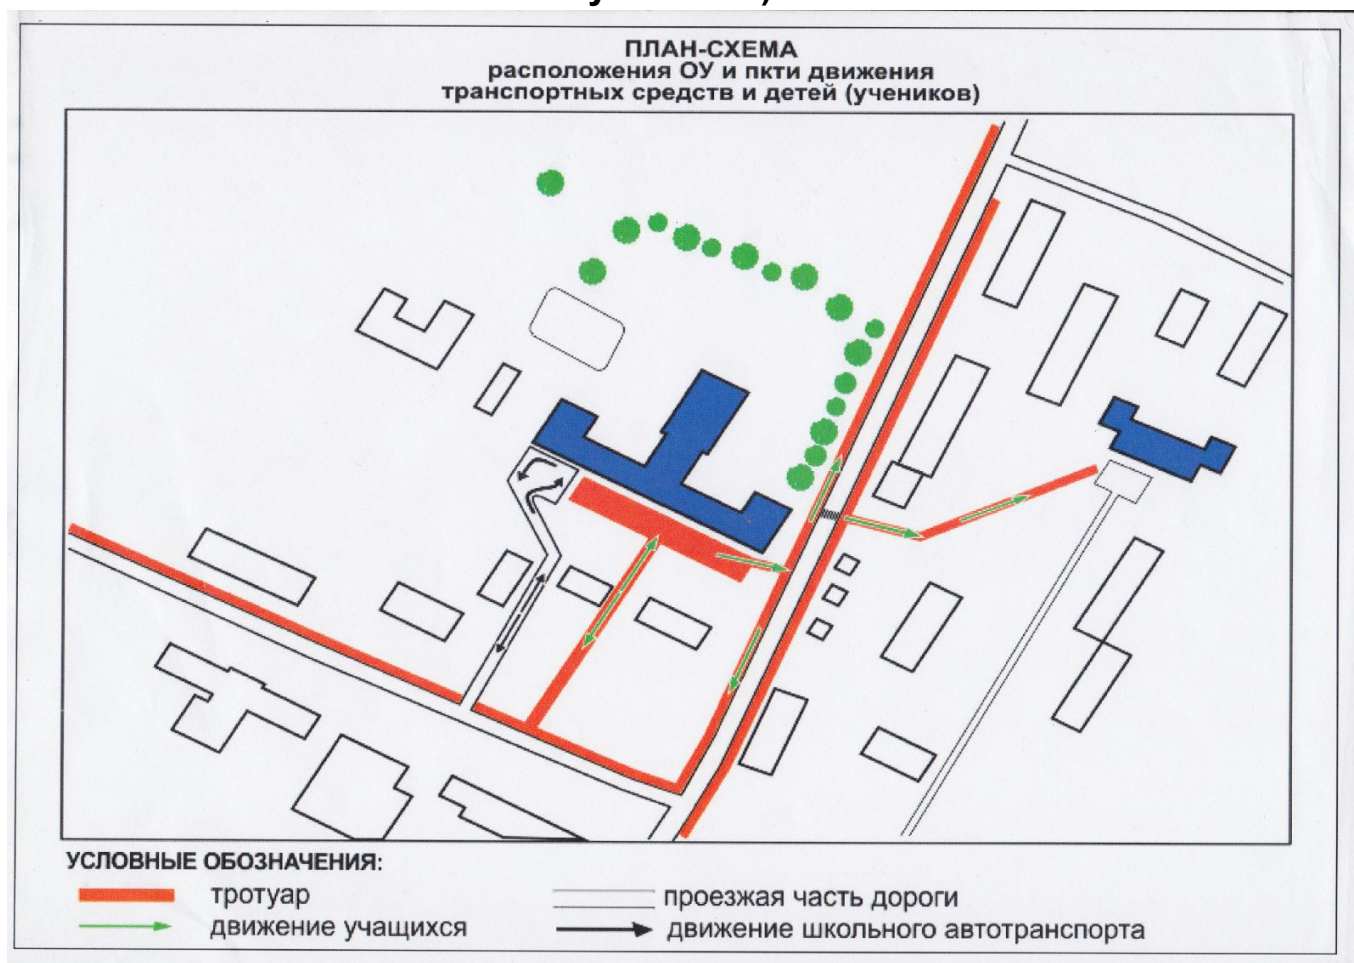 ПЛАН-СХЕМА
расположения ОУ и пкти движения
транспортных средств и детей (учеников)
УСЛОВНЫЕ ОБОЗНАЧЕНИЯ:
тротуар
проезжая часть дороги
движение учащихся
движение школьного автотранспорта